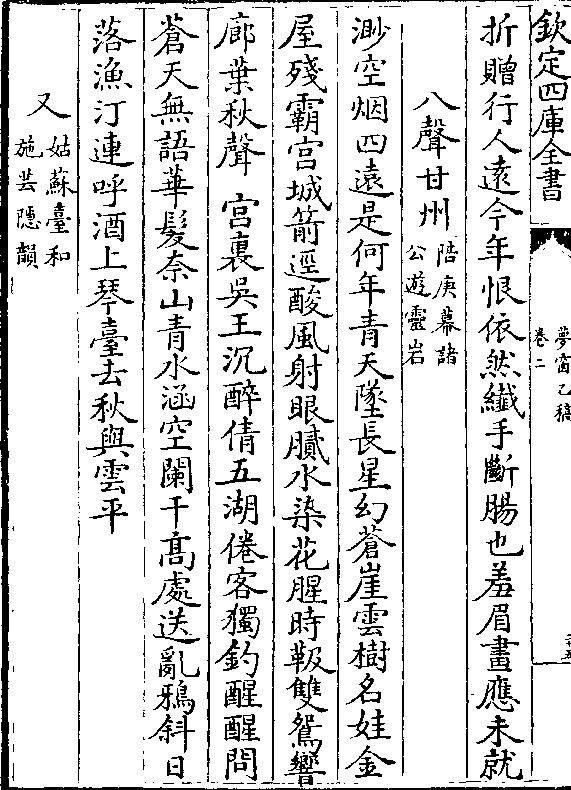 欽定四庫全書
夢窗乙稿
卷二
折贈行人逺今年恨依然纎手斷腸也羞眉畫應未就
八聲甘州
陪庚幕諸
公遊靈岩
渺空烟四遠是何年青天墜長星幻蒼崖雲樹名娃金
屋殘霸宫城箭逕酸風射眼膩水染花腥時靸雙鴛響
廊葉秋聲 宫裏吳王沉醉倩五湖倦客獨釣醒醒問
蒼天無語華髮奈山青水涵空闌干髙處送亂鴉斜日
落漁汀連呼酒上琴臺去秋與雲平
又
姑蘇臺和
施芸隱韻